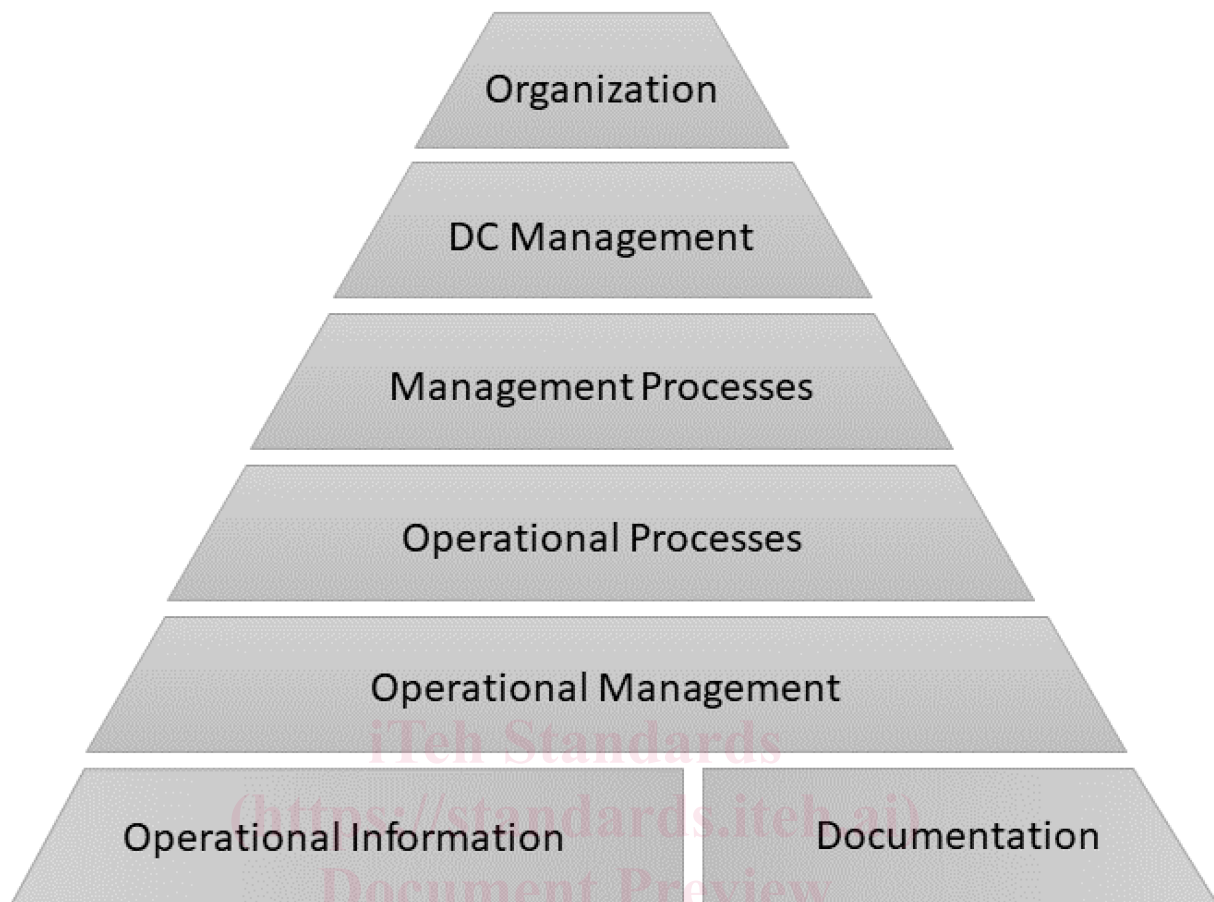 Organization
DC Management
Management Processes
Operational Processes
Operational Management
iTeh Standards
(https://standards.iteh.ai)
Operational Information
Documentation
Document Preview